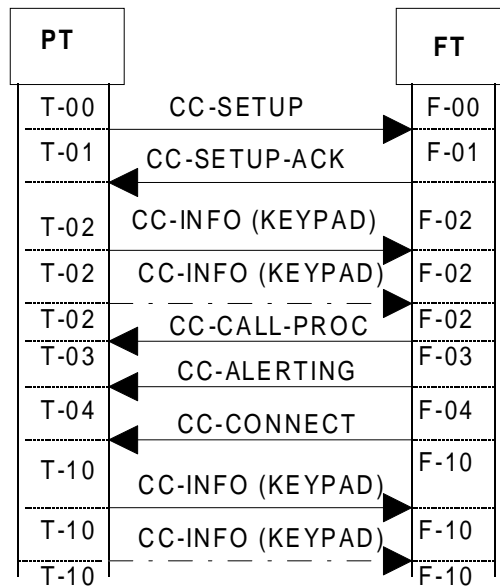 PT FT
T-00 CC-SETUP F-00
T-01 CC-SETUP-ACK F-01
T-02 CC-INFO (KEYPAD) F-02
T-02 CC-INFO (KEYPAD) F-02
T-02 CC-CALL-PROC F-02
T-03 CC-ALERTING F-03
T-04 CC-CONNECT F-04
T-10 CC-INFO (KEYPAD) F-10
T-10 CC-INFO (KEYPAD) F-10
T-10 F-10